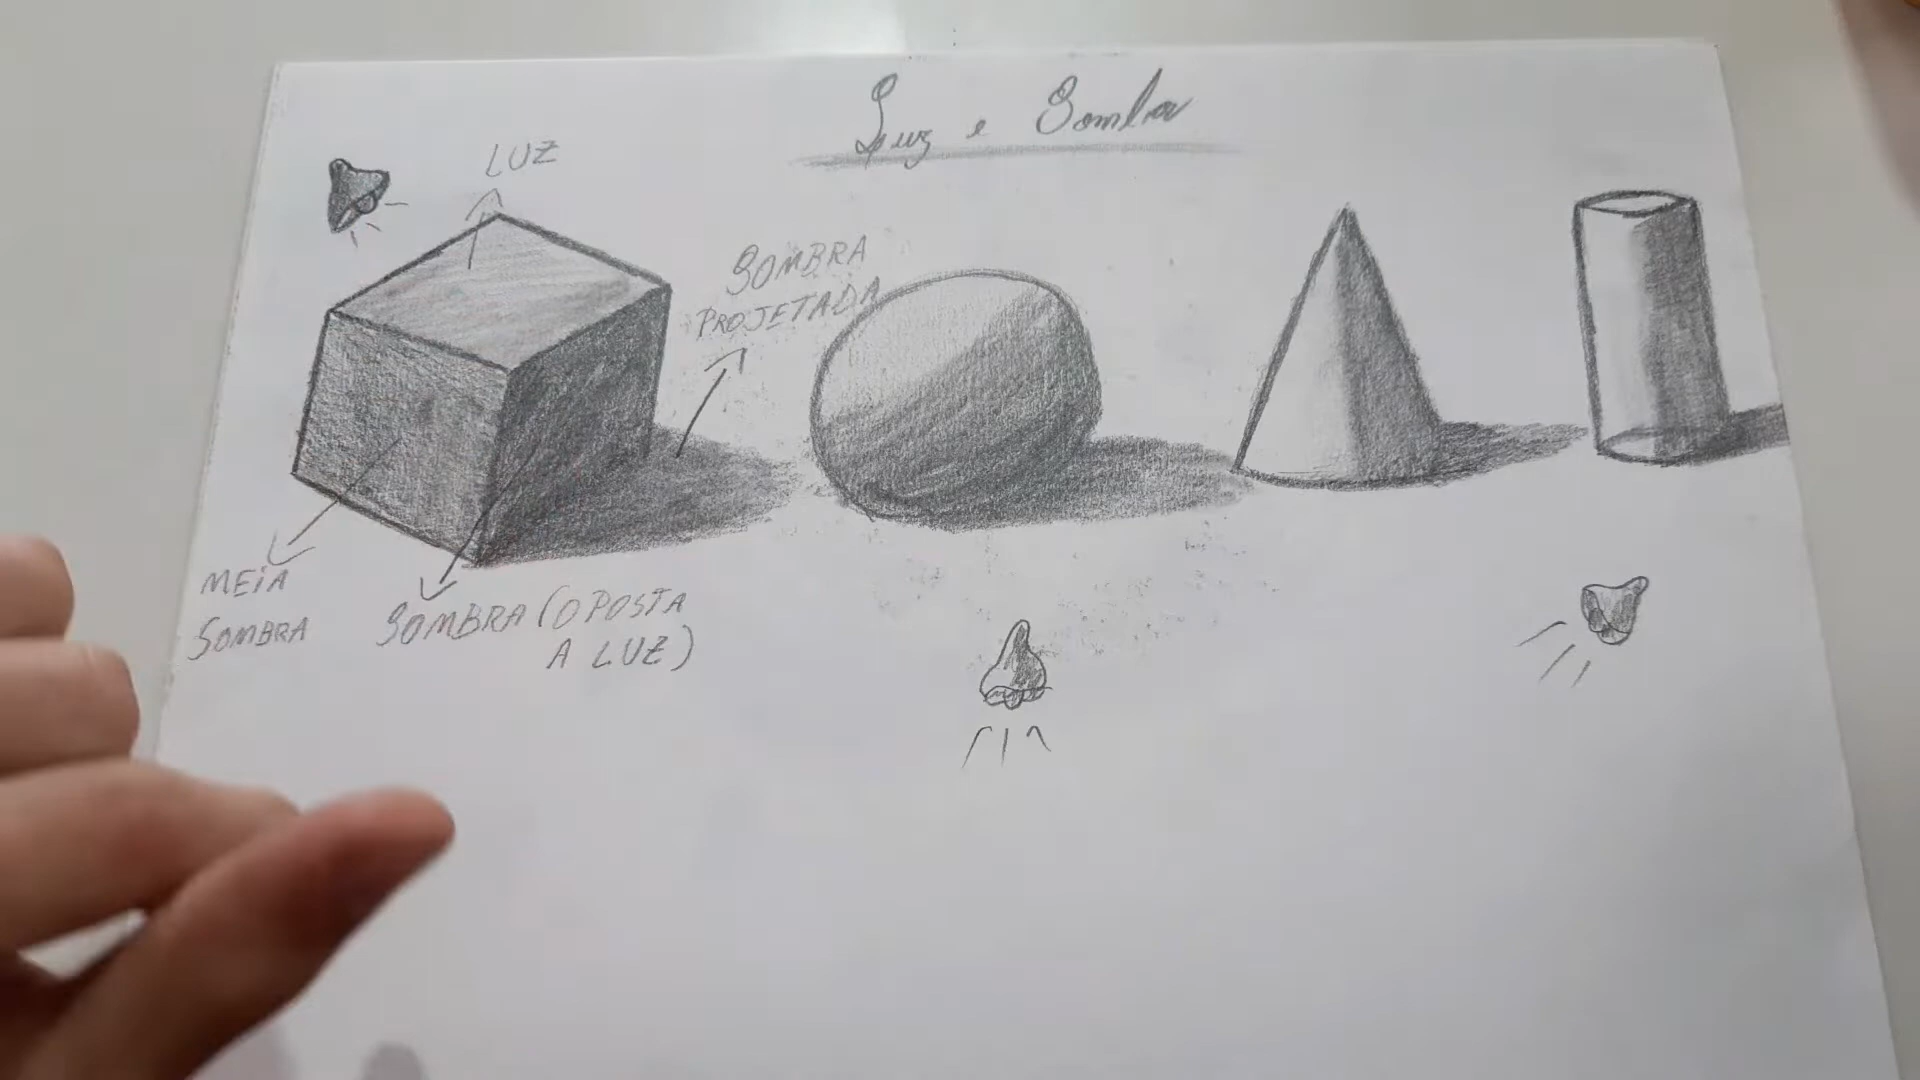 Luz e Sombra
LUZ
SOMBRA
PROJETADA
MEIA
SOMBRA
SOMBRA (OPOSTA
A LUZ)